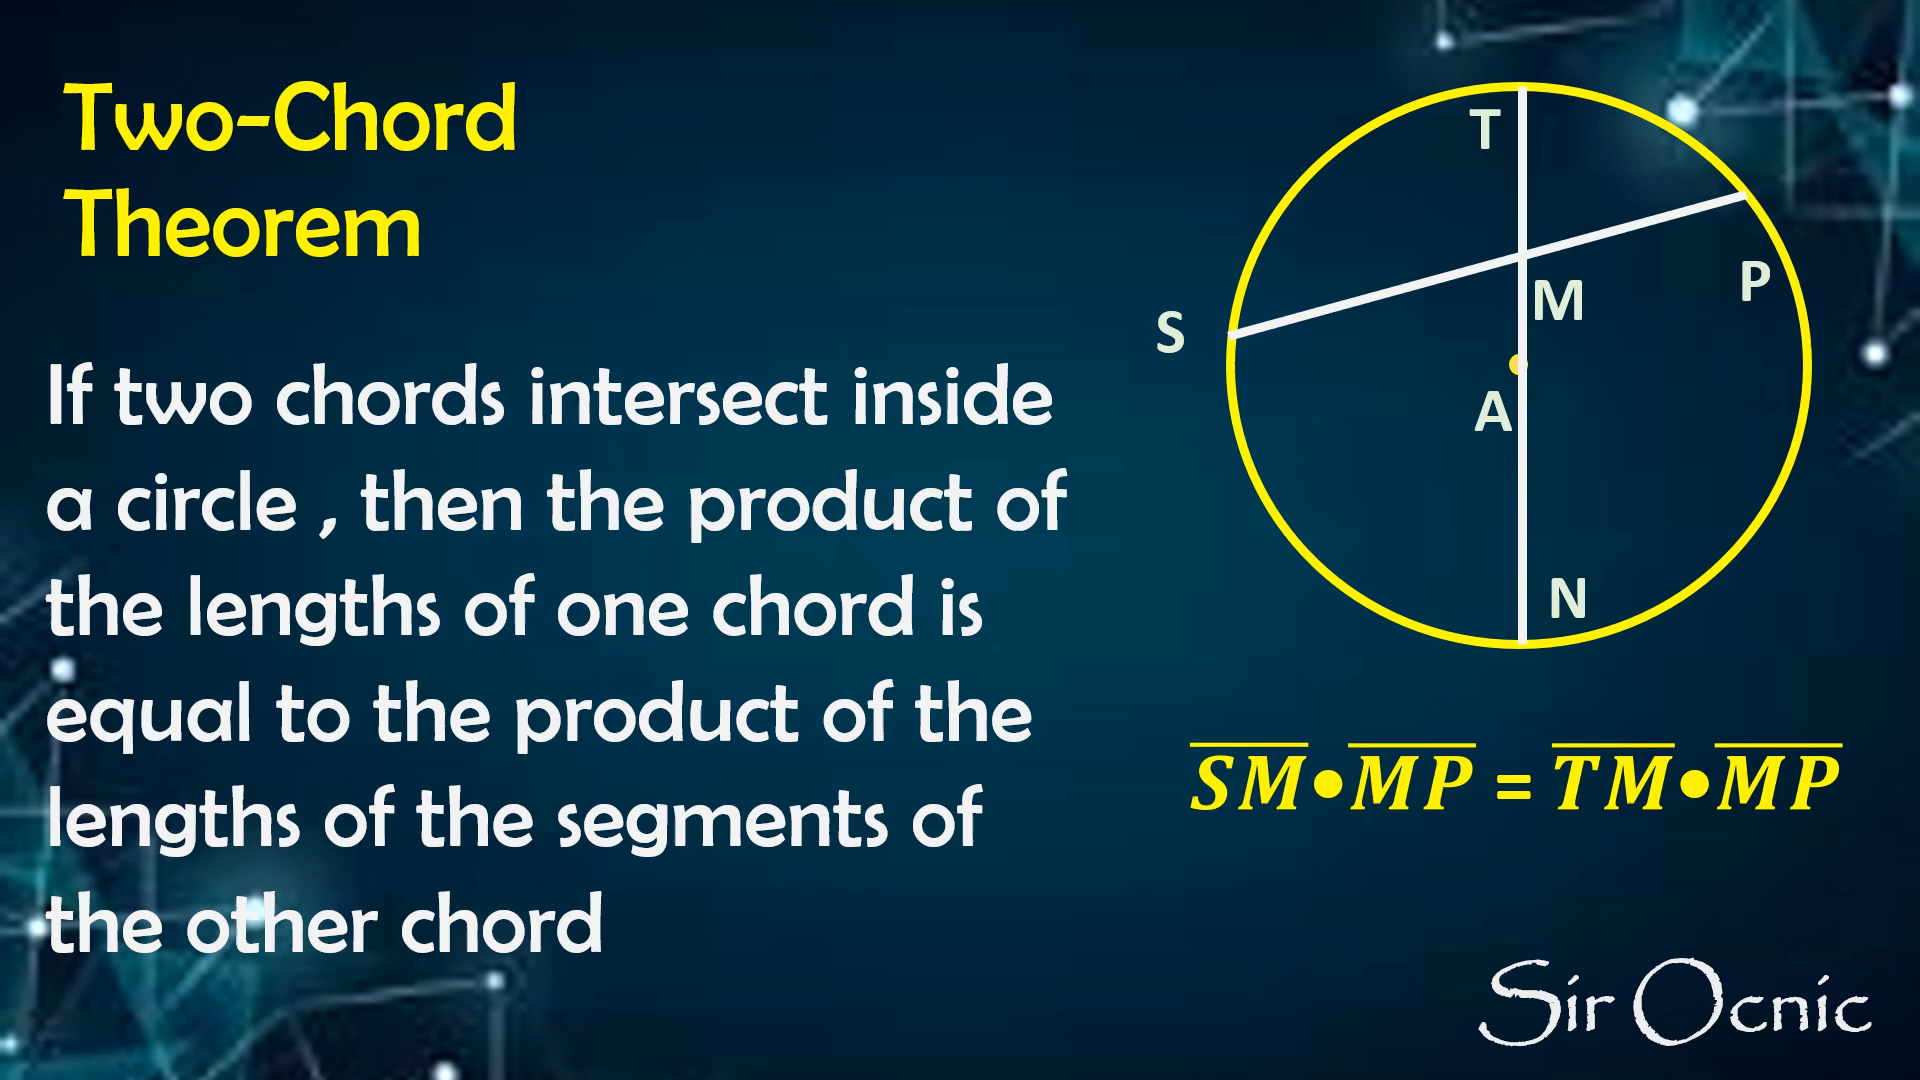 Two-Chord
Theorem
If two chords intersect inside
a circle , then the product of
the lengths of one chord is
equal to the product of the
lengths of the segments of
the other chord
T
P
M
S
A
N
SM•MP = TM•MP
Sir Ocnic